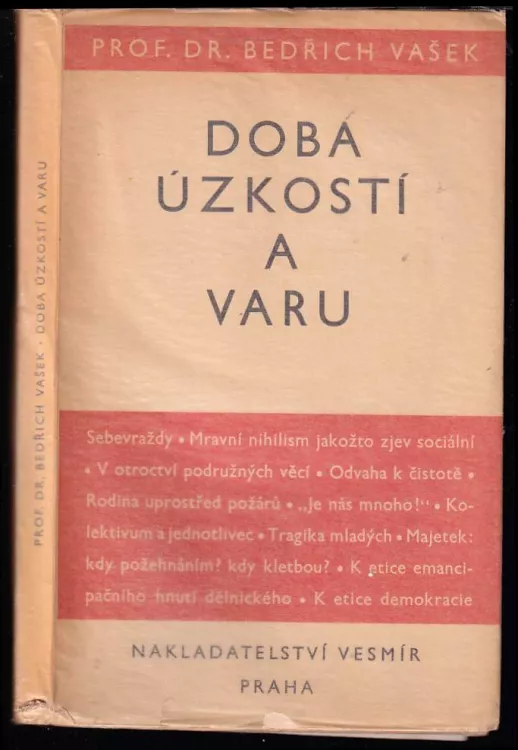 PROF. DR. BEDŘICH VAŠEK
DOBA
ÚZKOSTÍ
A
VARU
Sebevraždy • Mravní nihilism jakožto zjev sociální
• V otroctví podružných věcí • Odvaha k čistotě •
Rodina uprostřed požárů • „Je nás mnoho!“ • Ko-
lektivum a jednotlivec • Tragika mladých • Majetek:
kdy požehnáním? kdy kletbou? • K etice emanci-
pačního hnutí dělnického • K etice demokracie
NAKLADATELSTVÍ VESMÍR
PRAHA
PROF. DR. BEDŘICH VAŠEK • DOBA ÚZKOSTÍ A VARU